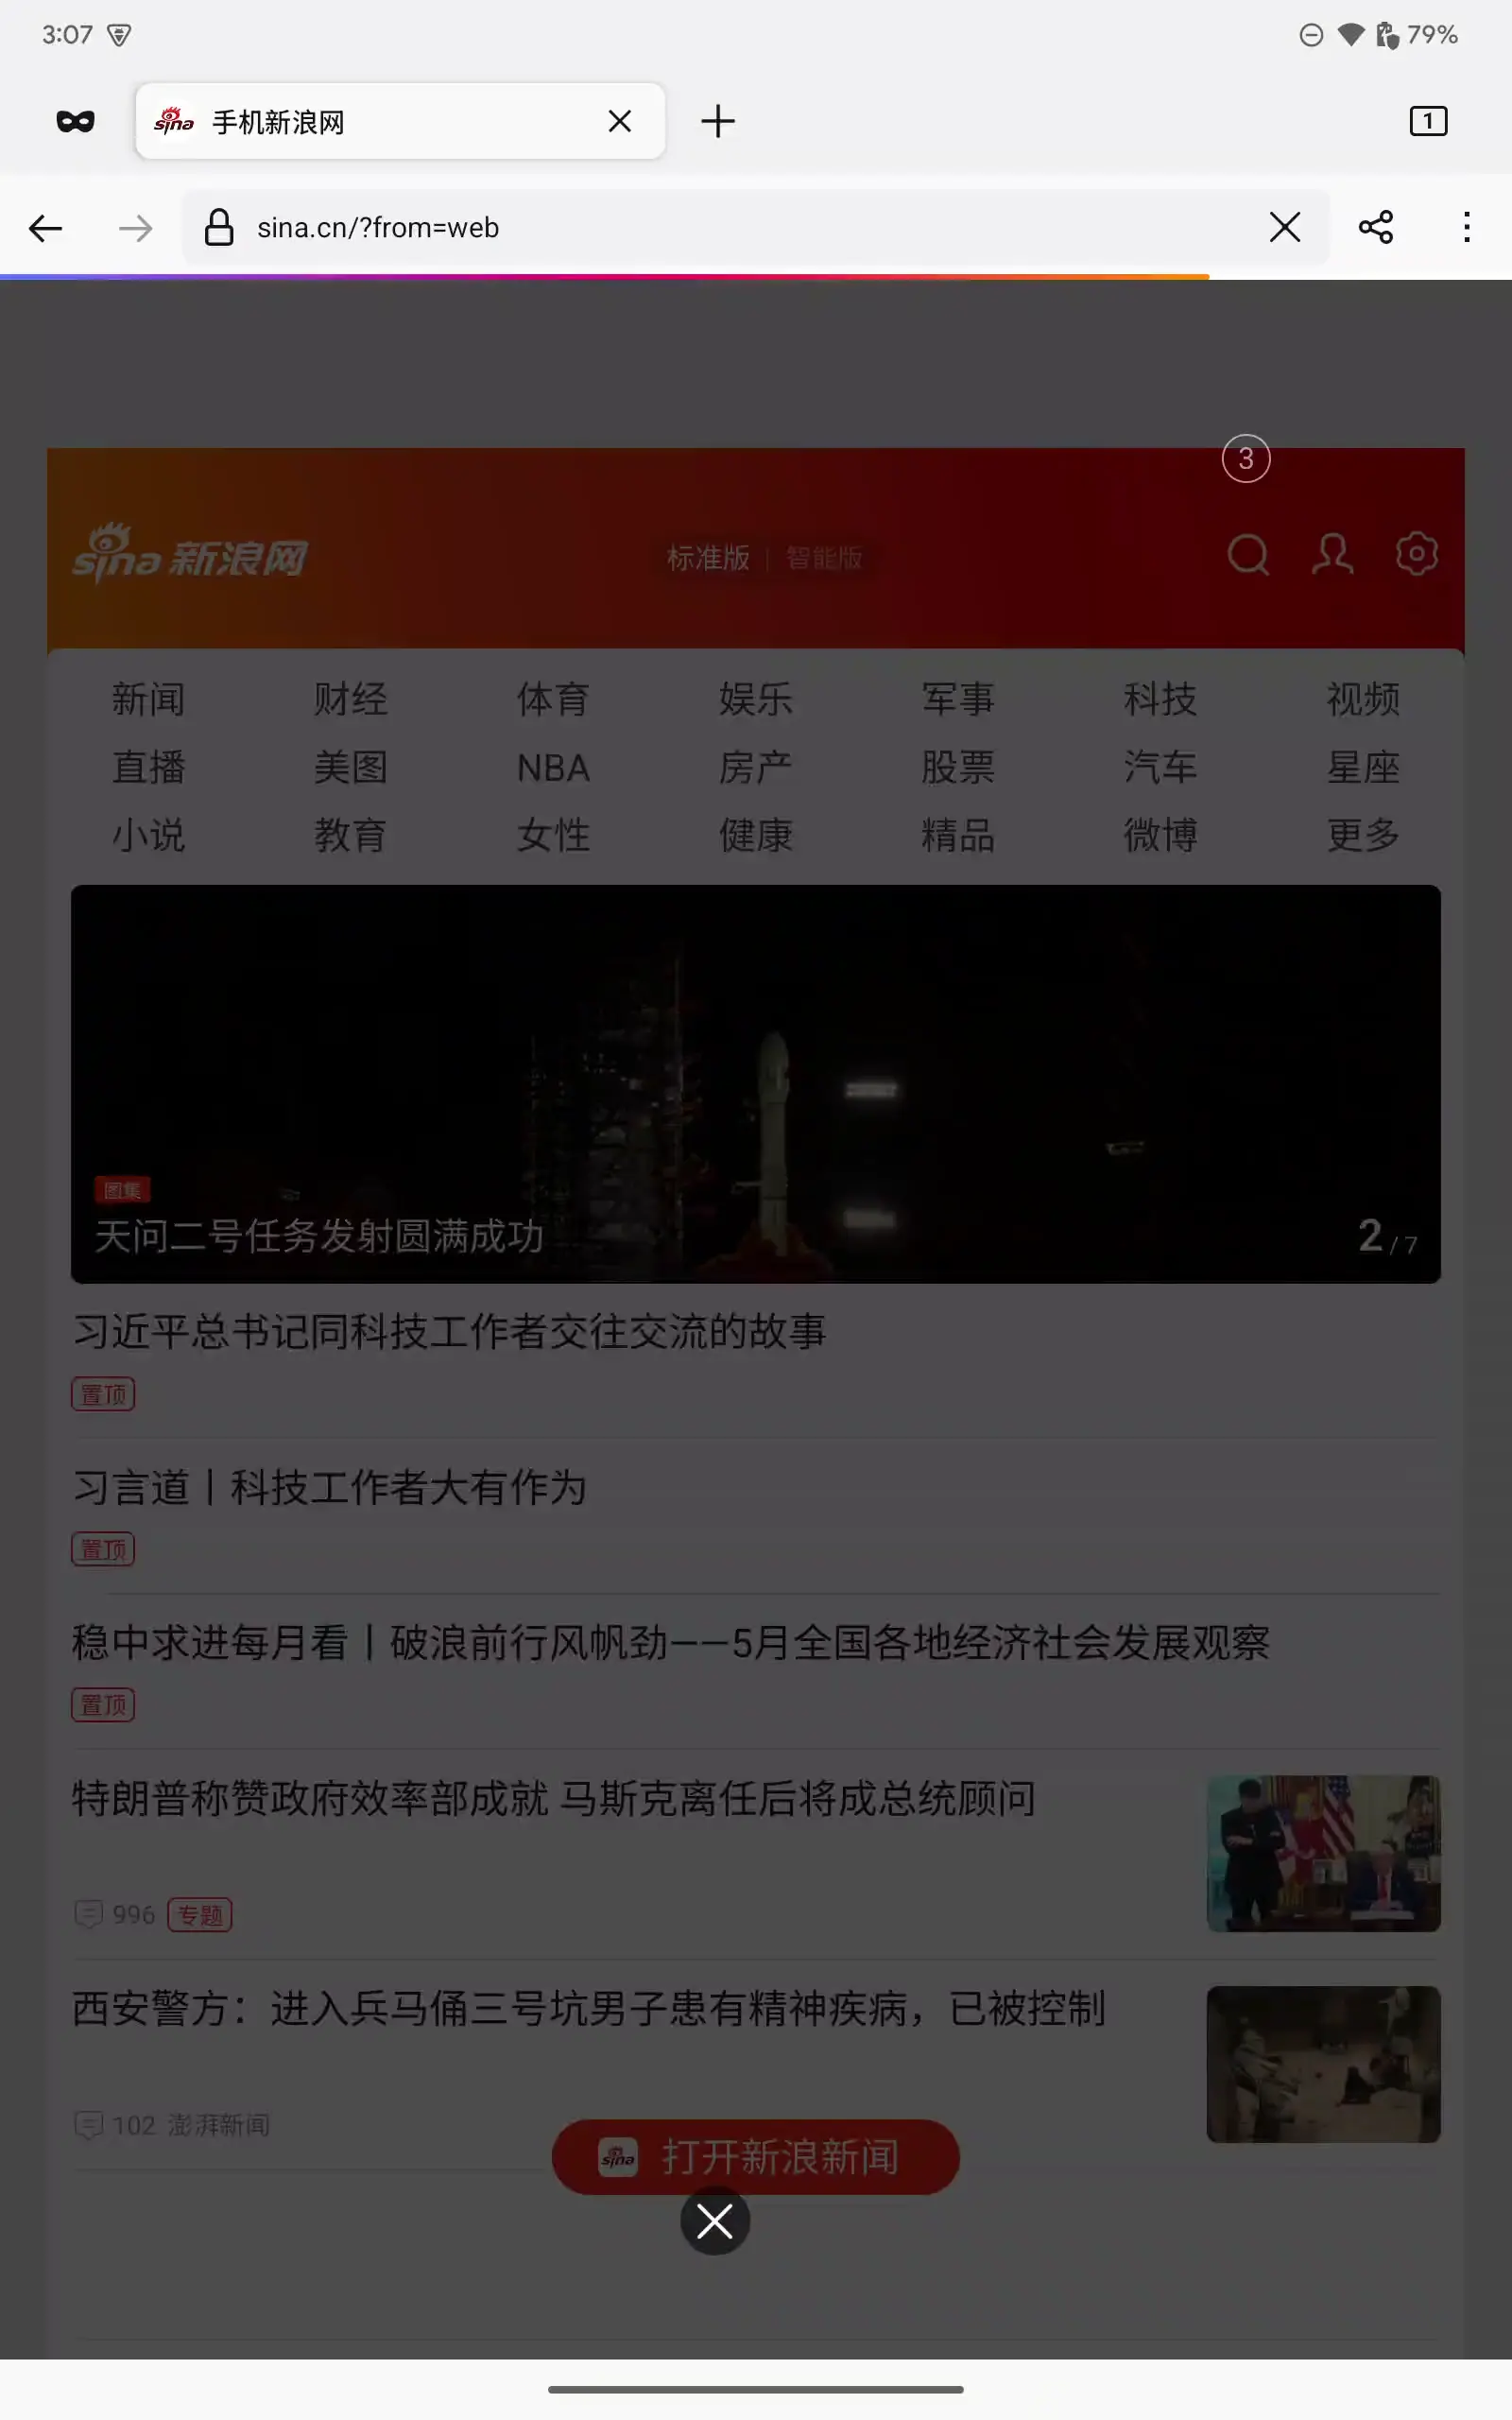 3:07
79%
sina 手机新浪网
1
sina.cn/?from=web
3
sina 新浪网
标准版 | 智能版
新闻 财经 体育 娱乐 军事 科技 视频
直播 美图 NBA 房产 股票 汽车 星座
小说 教育 女性 健康 精品 微博 更多
图集
天问二号任务发射圆满成功
2 / 7
习近平总书记同科技工作者交往交流的故事
置顶
习言道丨科技工作者大有作为
置顶
稳中求进每月看丨破浪前行风帆劲——5月全国各地经济社会发展观察
置顶
特朗普称赞政府效率部成就 马斯克离任后将成总统顾问
996 专题
西安警方：进入兵马俑三号坑男子患有精神疾病，已被控制
102 澎湃新闻
sina 打开新浪新闻